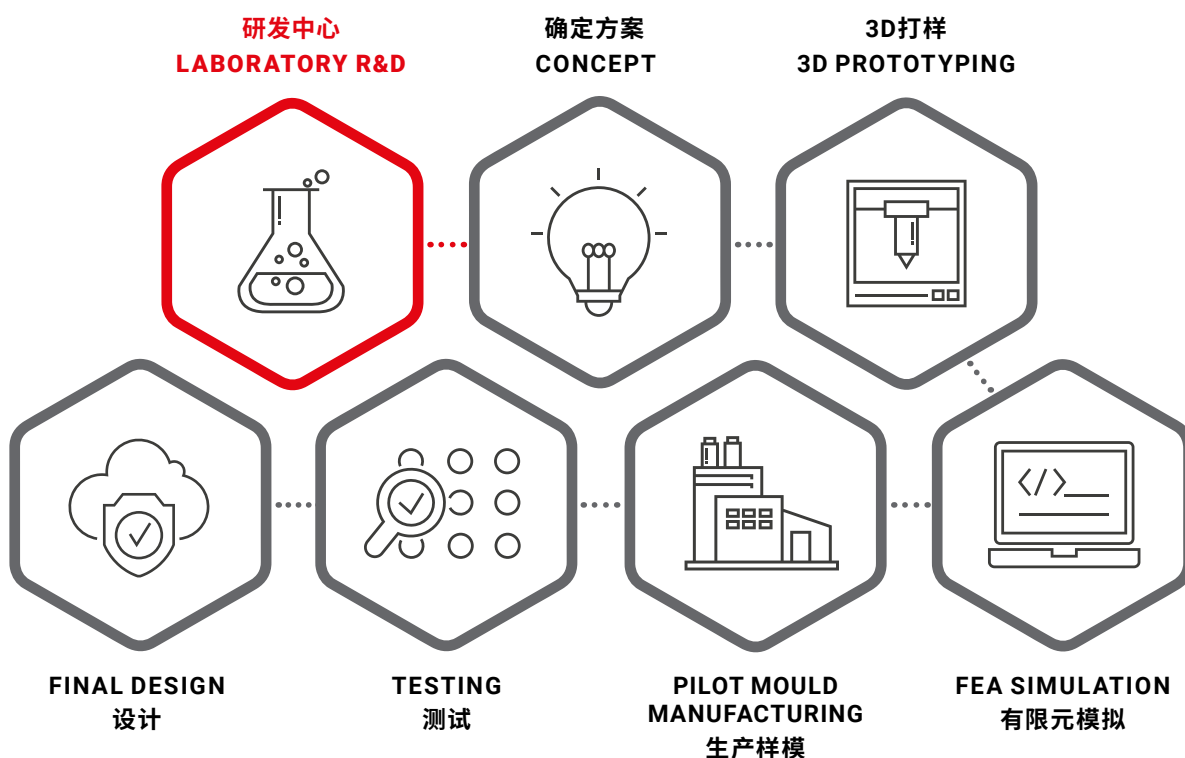 研发中心
LABORATORY R&D
确定方案
CONCEPT
3D打样
3D PROTOTYPING
FINAL DESIGN
设计
TESTING
测试
PILOT MOULD
MANUFACTURING
生产样模
FEA SIMULATION
有限元模拟